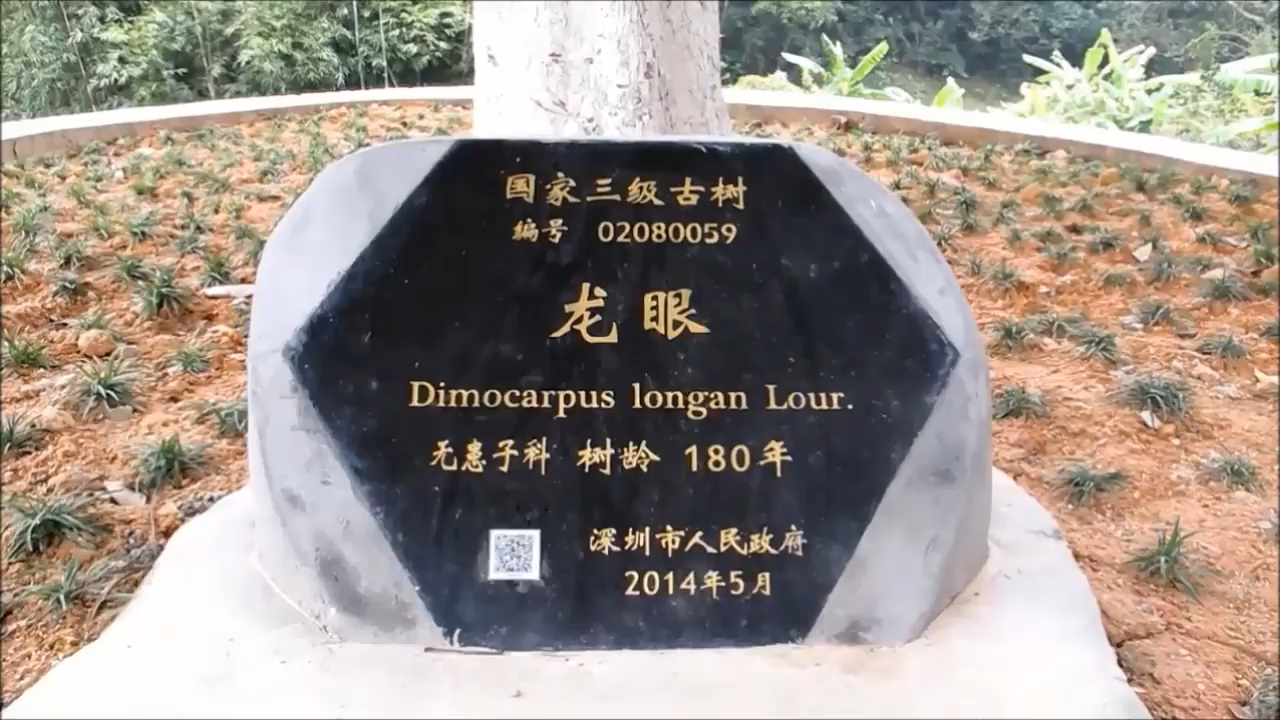 国家三级古树
编号 02080059
龙眼
Dimocarpus longan Lour.
无患子科 树龄 180年
深圳市人民政府
2014年5月